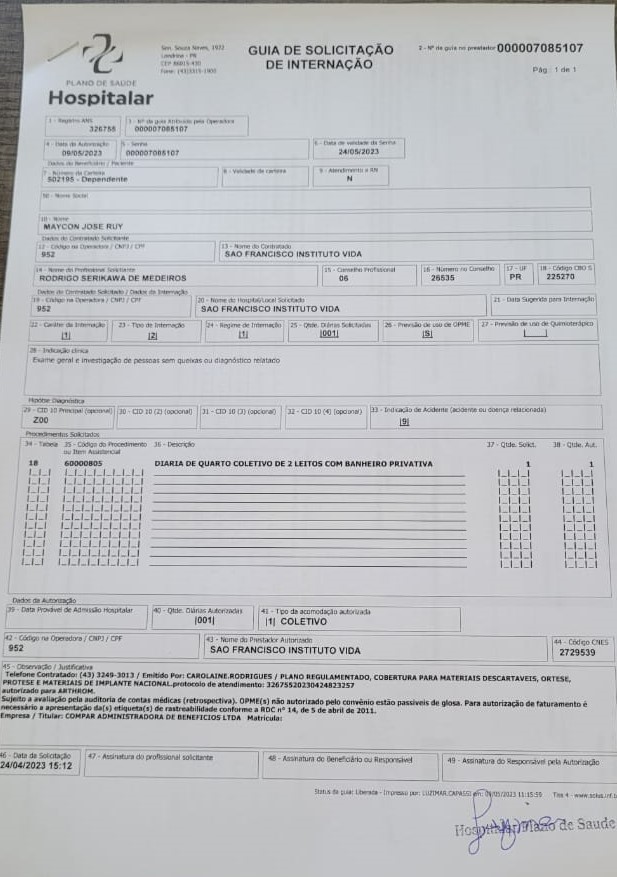 Sen. Souza Neves, 1922
Londrina - PR
CEP 86015-430
Fone: (43)3315-1900
GUIA DE SOLICITAÇÃO
DE INTERNAÇÃO
2 - Nº da guia no prestador 000007085107
Pág.: 1 de 1
PLANO DE SAÚDE
Hospitalar
1 - Registro ANS
326755
3 - Nº da guia Atribuído pela Operadora
000007085107
4 - Data de Autorização
09/05/2023
5 - Senha
000007085107
6 - Data de validade da Senha
24/05/2023
Dados do Beneficiário / Paciente
7 - Número da Carteira
502195 - Dependente
8 - Validade da carteira
9 - Atendimento a RN
N
50 - Nome Social
10 - Nome
MAYCON JOSE RUY
Dados do Contratado Solicitante
12 - Código na Operadora / CNPJ / CPF
952
13 - Nome do Contratado
SAO FRANCISCO INSTITUTO VIDA
14 - Nome do Profissional Solicitante
RODRIGO SERIKAWA DE MEDEIROS
15 - Conselho Profissional
06
16 - Número no Conselho
26535
17 - UF
PR
18 - Código CBO S
225270
Dados do Contratado Solicitado / Dados da Internação
19 - Código na Operadora / CNPJ / CPF
952
20 - Nome do Hospital/Local Solicitado
SAO FRANCISCO INSTITUTO VIDA
21 - Data Sugerida para Internação
22 - Caráter da Internação
|1|
23 - Tipo de Internação
|2|
24 - Regime de Internação
|1|
25 - Qtde. Diárias Solicitadas
|001|
26 - Previsão de uso de OPME
|S|
27 - Previsão de uso de Quimioterápico
28 - Indicação clínica
Exame geral e investigação de pessoas sem queixas ou diagnóstico relatado
Hipótse Diagnóstica
29 - CID 10 Principal (opcional)
Z00
30 - CID 10 (2) (opcional)
31 - CID 10 (3) (opcional)
32 - CID 10 (4) (opcional)
33 - Indicação de Acidente (acidente ou doença relacionada)
|9|
Procedimentos Solicitados
34 - Tabela
35 - Código do Procedimento
ou Item Assistencial
36 - Descrição
37 - Qtde. Solict.
38 - Qtde. Aut.
18 60000805 DIARIA DE QUARTO COLETIVO DE 2 LEITOS COM BANHEIRO PRIVATIVA 1 1
Dados da Autorização
39 - Data Provável de Admissão Hospitalar
40 - Qtde. Diárias Autorizadas
|001|
41 - Tipo da acomodação autorizada
|1| COLETIVO
42 - Código na Operadora / CNPJ / CPF
952
43 - Nome do Prestador Autorizado
SAO FRANCISCO INSTITUTO VIDA
44 - Código CNES
2729539
45 - Observação / Justificativa
Telefone Contratado: (43) 3249-3013 / Emitido Por: CAROLAINE.RODRIGUES / PLANO REGULAMENTADO, COBERTURA PARA MATERIAIS DESCARTAVEIS, ORTESE,
PROTESE E MATERIAIS DE IMPLANTE NACIONAL.protocolo de atendimento: 32675520230424823257
autorizado para ARTHROM.
Sujeito a avaliação pela auditoria de contas médicas (retrospectiva). OPME(s) não autorizado pelo convênio estão passíveis de glosa. Para autorização de faturamento é
necessário a apresentação da(s) etiqueta(s) de rastreabilidade conforme a RDC nº 14, de 5 de abril de 2011.
Empresa / Titular: COMPAR ADMINISTRADORA DE BENEFICIOS LTDA Matricula:
46 - Data da Solicitação
24/04/2023 15:12
47 - Assinatura do profissional solicitante
48 - Assinatura do Beneficiário ou Responsável
49 - Assinatura do Responsável pela Autorização
Status da guia: Liberada - Impresso por: LUZIMAR.CAPASSI em: 09/05/2023 11:15:59 Tiss 4 - www.solus.inf.b
Hospitalar Plano de Saude